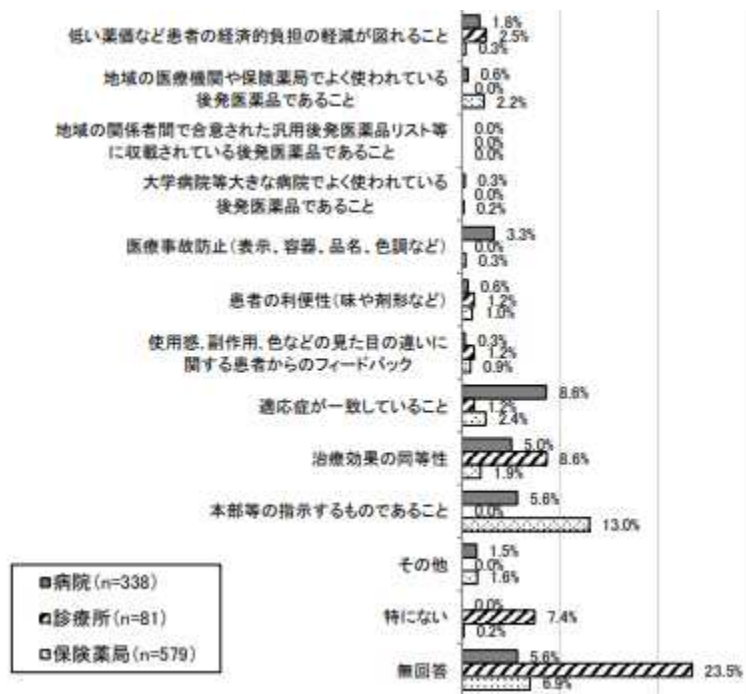 低い薬価など患者の経済的負担の軽減が図れること
1.8%
2.5%
0.3%
地域の医療機関や保険薬局でよく使われている
後発医薬品であること
0.6%
0.0%
2.2%
地域の関係者間で合意された汎用後発医薬品リスト等
に収載されている後発医薬品であること
0.0%
0.0%
0.0%
大学病院等大きな病院でよく使われている
後発医薬品であること
0.3%
0.0%
0.2%
医療事故防止(表示、容器、品名、色調など)
3.3%
0.0%
0.3%
患者の利便性(味や剤形など)
0.6%
1.2%
1.0%
使用感、副作用、色などの見た目の違いに
関する患者からのフィードバック
0.3%
1.2%
0.9%
適応症が一致していること
8.6%
1.2%
2.4%
治療効果の同等性
5.0%
8.6%
1.9%
本部等の指示するものであること
5.6%
0.0%
13.0%
その他
1.5%
0.0%
1.6%
特にない
0.0%
7.4%
0.2%
無回答
5.6%
23.5%
6.9%
病院(n=338)
診療所(n=81)
保険薬局(n=579)